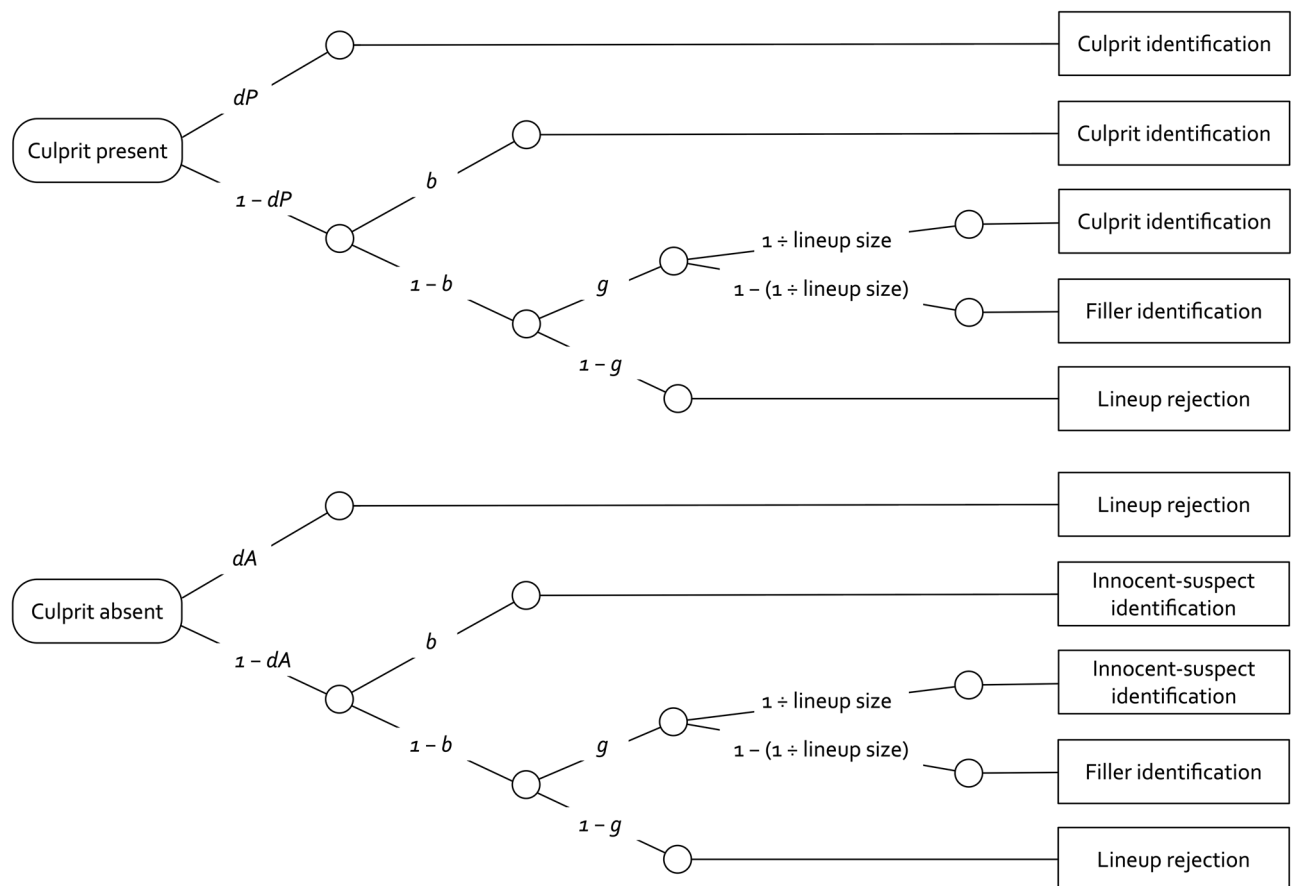 Culprit identification
dP
Culprit identification
Culprit present
b
1 – dP
Culprit identification
1 ÷ lineup size
g
1 – b
1 – (1 ÷ lineup size)
Filler identification
1 – g
Lineup rejection
Lineup rejection
dA
Innocent-suspect
identification
Culprit absent
b
1 – dA
Innocent-suspect
identification
1 ÷ lineup size
g
1 – b
1 – (1 ÷ lineup size)
Filler identification
1 – g
Lineup rejection